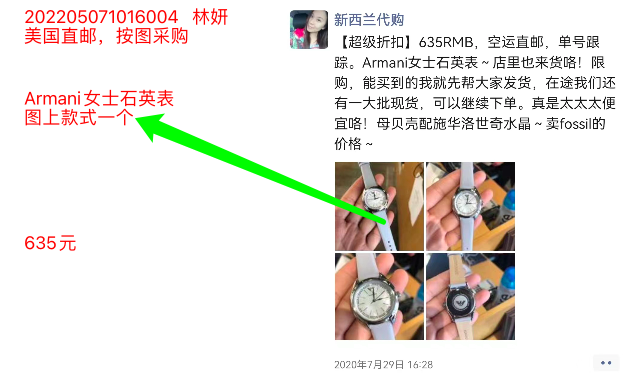 202205071016004 林妍
美国直邮，按图采购
Armani女士石英表
图上款式一个
635元
新西兰代购
【超级折扣】635RMB，空运直邮，单号跟
踪。Armani女士石英表～店里也来货咯！限
购，能买到的我就先帮大家发货，在途我们还
有一大批现货，可以继续下单。真是太太太便
宜咯！母贝壳配施华洛世奇水晶～卖fossil的
价格～
2020年7月29日 16:28